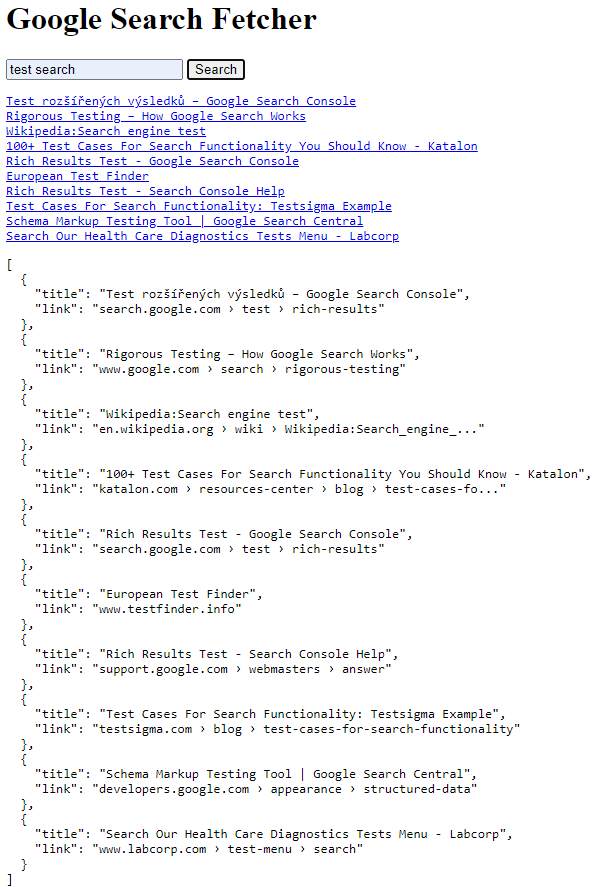 Google Search Fetcher
test search Search
Test rozšířených výsledků – Google Search Console
Rigorous Testing – How Google Search Works
Wikipedia:Search engine test
100+ Test Cases For Search Functionality You Should Know - Katalon
Rich Results Test - Google Search Console
European Test Finder
Rich Results Test - Search Console Help
Test Cases For Search Functionality: Testsigma Example
Schema Markup Testing Tool | Google Search Central
Search Our Health Care Diagnostics Tests Menu - Labcorp
[
  {
    "title": "Test rozšířených výsledků – Google Search Console",
    "link": "search.google.com › test › rich-results"
  },
  {
    "title": "Rigorous Testing – How Google Search Works",
    "link": "www.google.com › search › rigorous-testing"
  },
  {
    "title": "Wikipedia:Search engine test",
    "link": "en.wikipedia.org › wiki › Wikipedia:Search_engine_..."
  },
  {
    "title": "100+ Test Cases For Search Functionality You Should Know - Katalon",
    "link": "katalon.com › resources-center › blog › test-cases-fo..."
  },
  {
    "title": "Rich Results Test - Google Search Console",
    "link": "search.google.com › test › rich-results"
  },
  {
    "title": "European Test Finder",
    "link": "www.testfinder.info"
  },
  {
    "title": "Rich Results Test - Search Console Help",
    "link": "support.google.com › webmasters › answer"
  },
  {
    "title": "Test Cases For Search Functionality: Testsigma Example",
    "link": "testsigma.com › blog › test-cases-for-search-functionality"
  },
  {
    "title": "Schema Markup Testing Tool | Google Search Central",
    "link": "developers.google.com › appearance › structured-data"
  },
  {
    "title": "Search Our Health Care Diagnostics Tests Menu - Labcorp",
    "link": "www.labcorp.com › test-menu › search"
  }
]